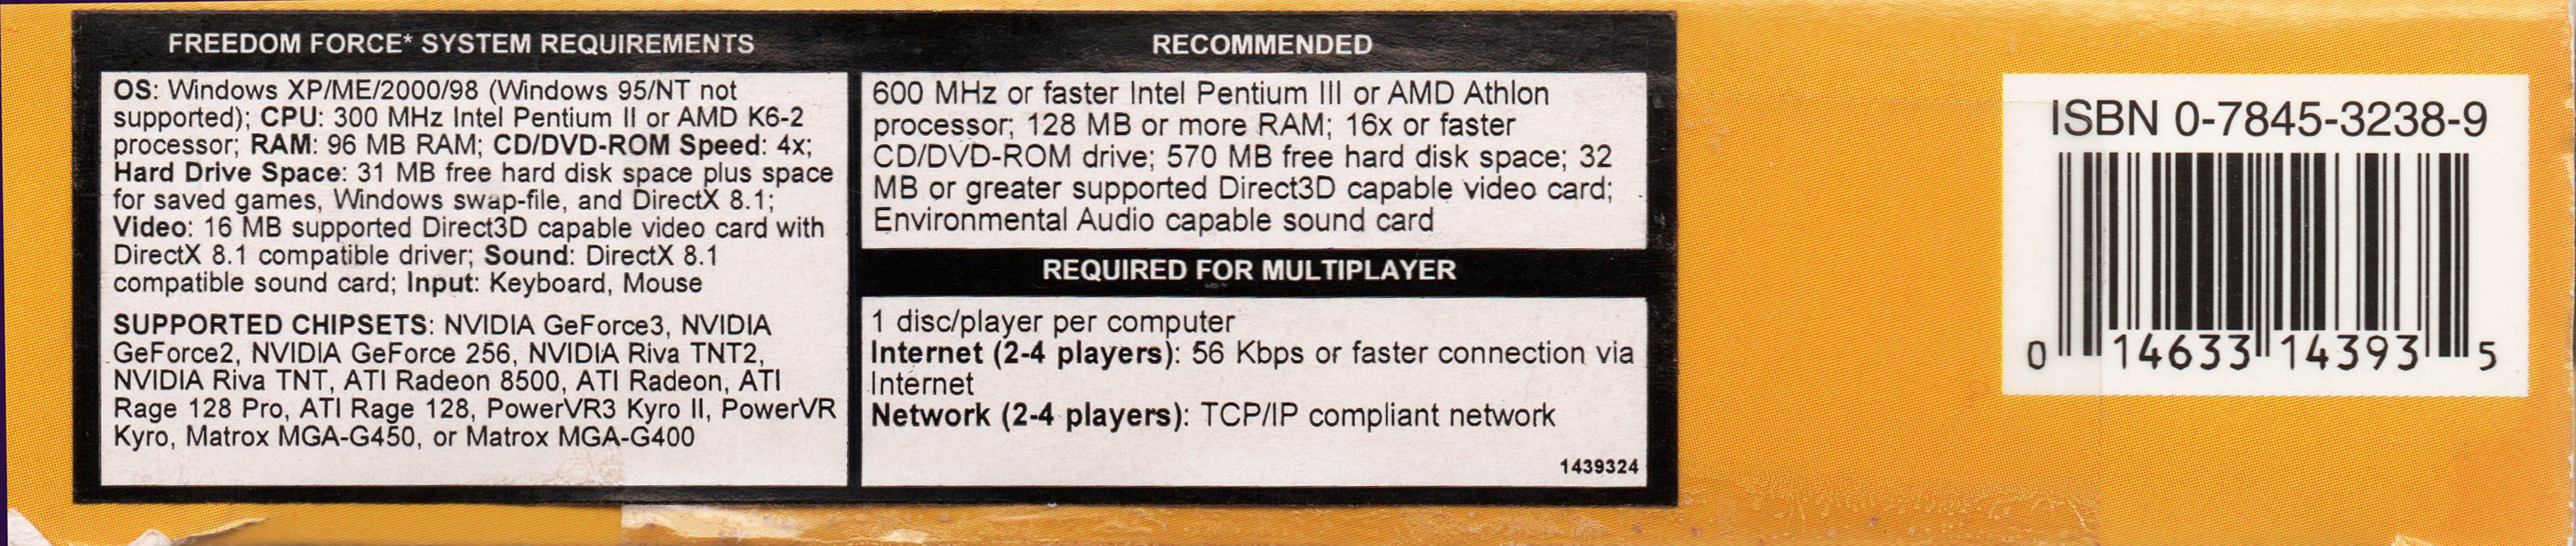 FREEDOM FORCE* SYSTEM REQUIREMENTS
OS: Windows XP/ME/2000/98 (Windows 95/NT not
supported); CPU: 300 MHz Intel Pentium II or AMD K6-2
processor; RAM: 96 MB RAM; CD/DVD-ROM Speed: 4x;
Hard Drive Space: 31 MB free hard disk space plus space
for saved games, Windows swap-file, and DirectX 8.1;
Video: 16 MB supported Direct3D capable video card with
DirectX 8.1 compatible driver; Sound: DirectX 8.1
compatible sound card; Input: Keyboard, Mouse
SUPPORTED CHIPSETS: NVIDIA GeForce3, NVIDIA
GeForce2, NVIDIA GeForce 256, NVIDIA Riva TNT2,
NVIDIA Riva TNT, ATI Radeon 8500, ATI Radeon, ATI
Rage 128 Pro, ATI Rage 128, PowerVR3 Kyro II, PowerVR
Kyro, Matrox MGA-G450, or Matrox MGA-G400
RECOMMENDED
600 MHz or faster Intel Pentium III or AMD Athlon
processor; 128 MB or more RAM; 16x or faster
CD/DVD-ROM drive; 570 MB free hard disk space; 32
MB or greater supported Direct3D capable video card;
Environmental Audio capable sound card
REQUIRED FOR MULTIPLAYER
1 disc/player per computer
Internet (2-4 players): 56 Kbps or faster connection via
Internet
Network (2-4 players): TCP/IP compliant network
1439324
ISBN 0-7845-3238-9
0 14633 14393 5